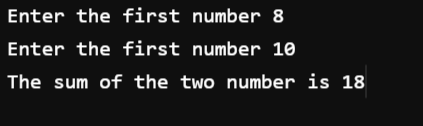 Enter the first number 8
Enter the first number 10
The sum of the two number is 18